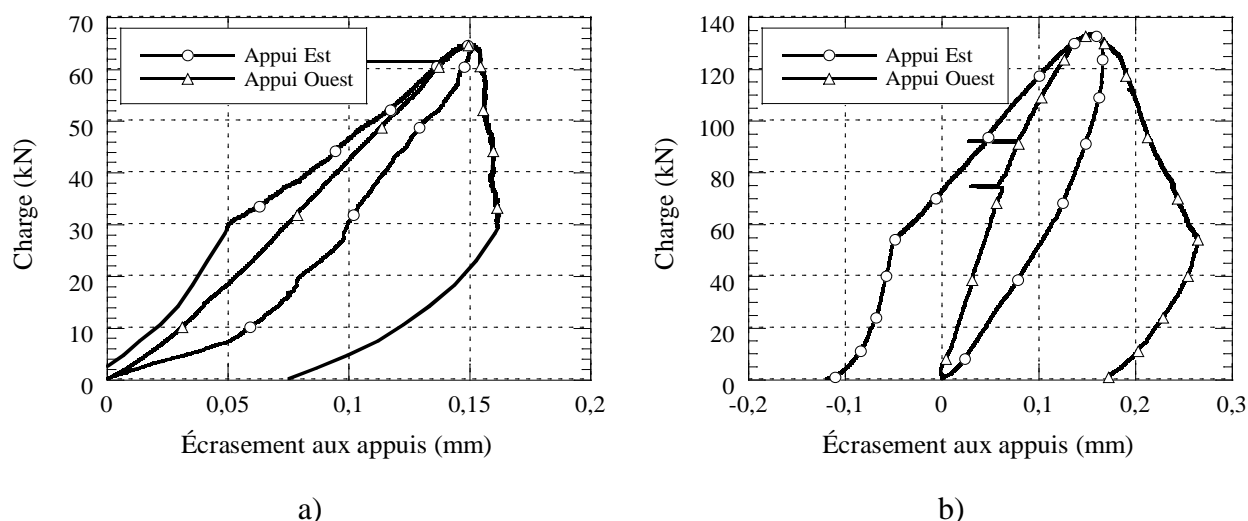 70
60
50
40
30
20
10
0
Charge (kN)
Appui Est
Appui Ouest
0 0,05 0,1 0,15 0,2
Écrasement aux appuis (mm)
a)
140
120
100
80
60
40
20
0
Charge (kN)
Appui Est
Appui Ouest
-0,2 -0,1 0 0,1 0,2 0,3
Écrasement aux appuis (mm)
b)